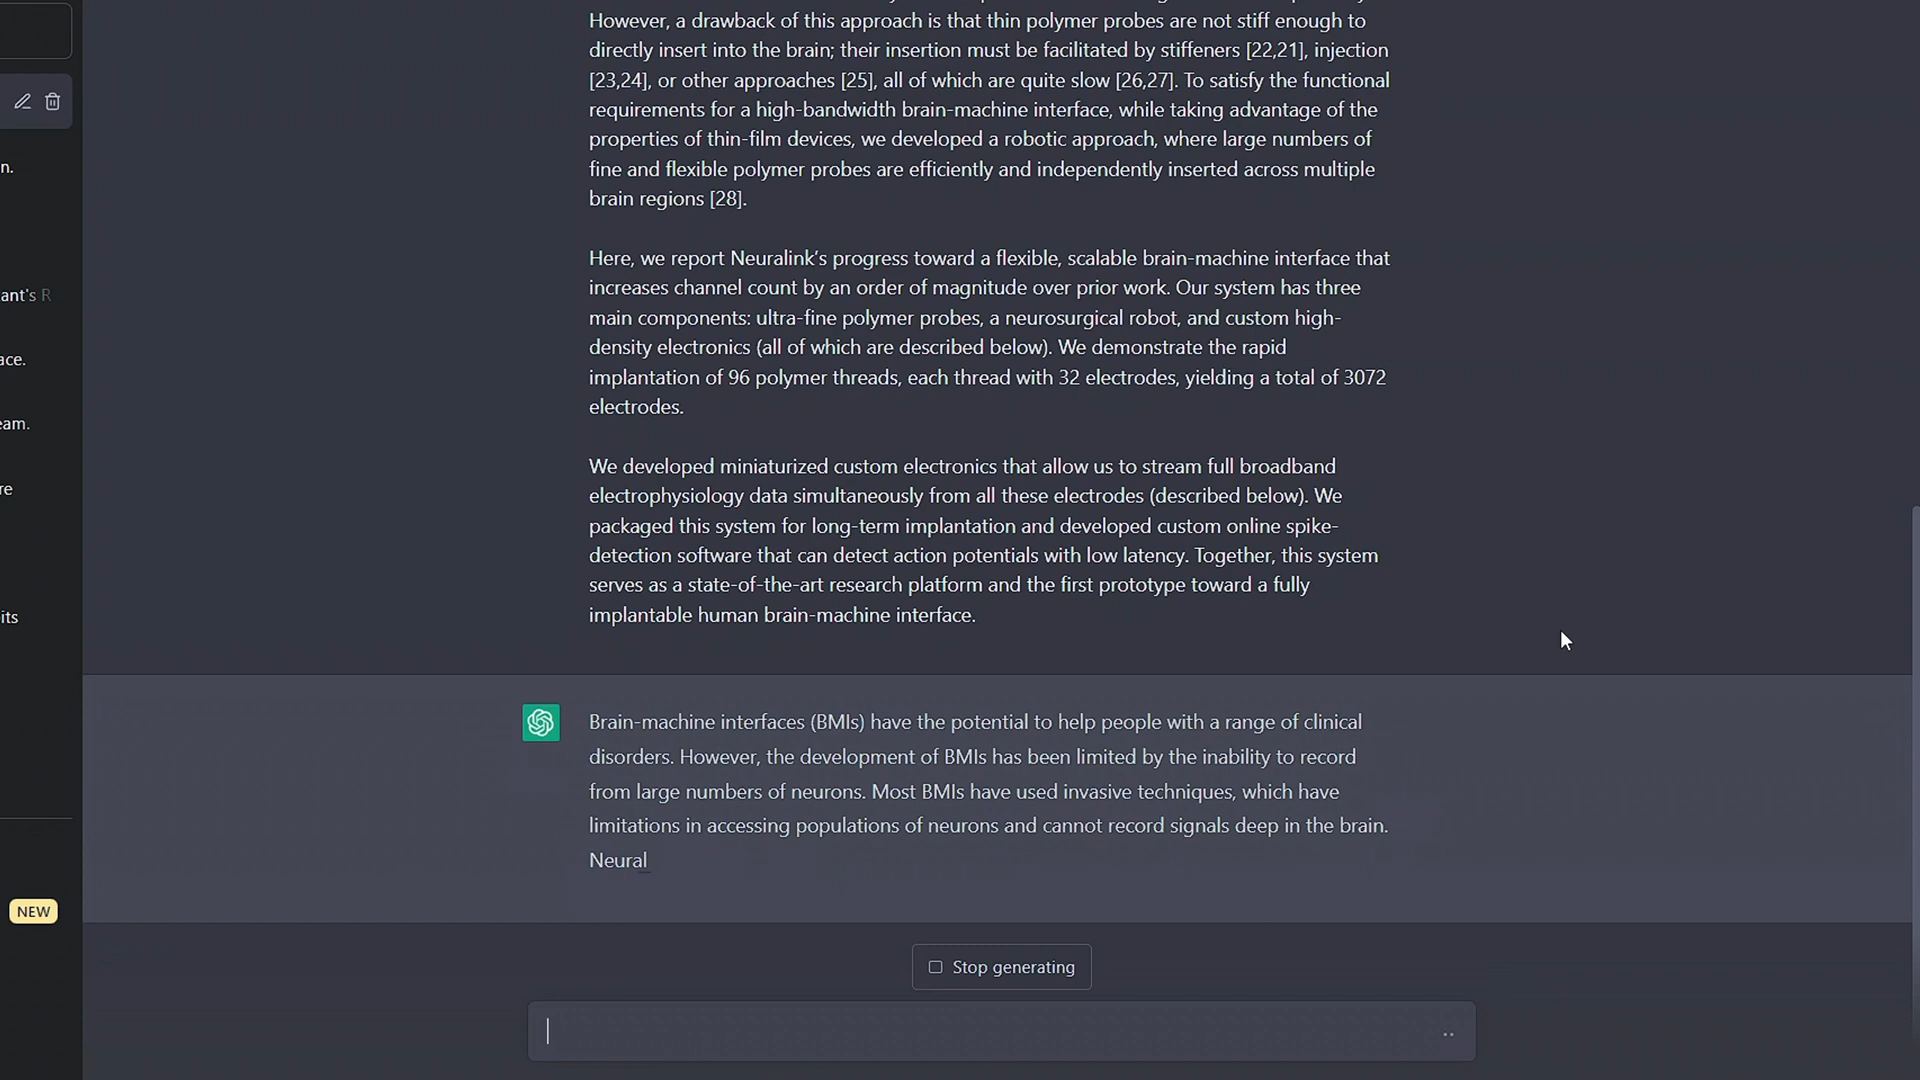 However, a drawback of this approach is that thin polymer probes are not stiff enough to
directly insert into the brain; their insertion must be facilitated by stiffeners [22,21], injection
[23,24], or other approaches [25], all of which are quite slow [26,27]. To satisfy the functional
requirements for a high-bandwidth brain-machine interface, while taking advantage of the
properties of thin-film devices, we developed a robotic approach, where large numbers of
fine and flexible polymer probes are efficiently and independently inserted across multiple
brain regions [28].
Here, we report Neuralink’s progress toward a flexible, scalable brain-machine interface that
increases channel count by an order of magnitude over prior work. Our system has three
main components: ultra-fine polymer probes, a neurosurgical robot, and custom high-
density electronics (all of which are described below). We demonstrate the rapid
implantation of 96 polymer threads, each thread with 32 electrodes, yielding a total of 3072
electrodes.
We developed miniaturized custom electronics that allow us to stream full broadband
electrophysiology data simultaneously from all these electrodes (described below). We
packaged this system for long-term implantation and developed custom online spike-
detection software that can detect action potentials with low latency. Together, this system
serves as a state-of-the-art research platform and the first prototype toward a fully
implantable human brain-machine interface.
Brain-machine interfaces (BMIs) have the potential to help people with a range of clinical
disorders. However, the development of BMIs has been limited by the inability to record
from large numbers of neurons. Most BMIs have used invasive techniques, which have
limitations in accessing populations of neurons and cannot record signals deep in the brain.
Neural
Stop generating
n.
ant's R
ace.
eam.
re
its
NEW